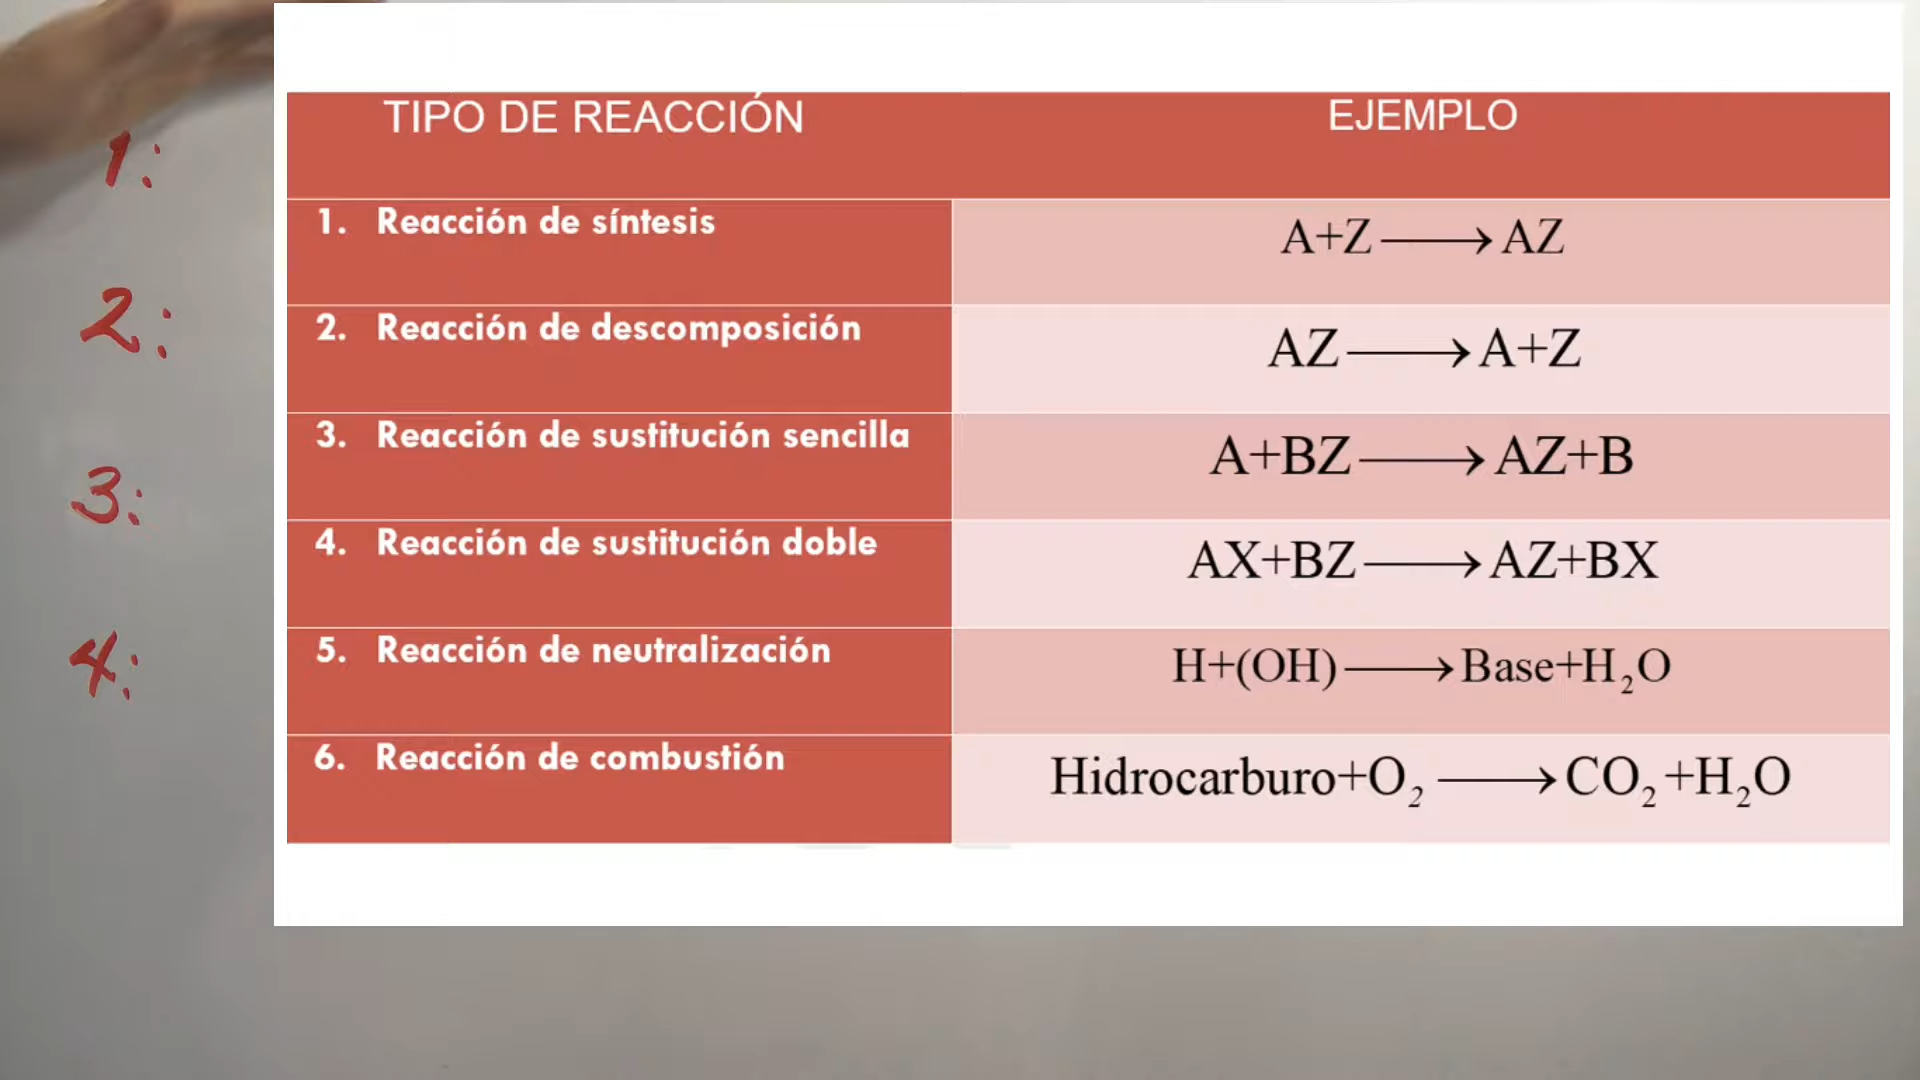 TIPO DE REACCIÓN EJEMPLO
1. Reacción de síntesis A+Z⟶AZ
2. Reacción de descomposición AZ⟶A+Z
3. Reacción de sustitución sencilla A+BZ⟶AZ+B
4. Reacción de sustitución doble AX+BZ⟶AZ+BX
5. Reacción de neutralización H+(OH)⟶Base+H₂O
6. Reacción de combustión Hidrocarburo+O₂⟶CO₂+H₂O
1:
2:
3:
4: